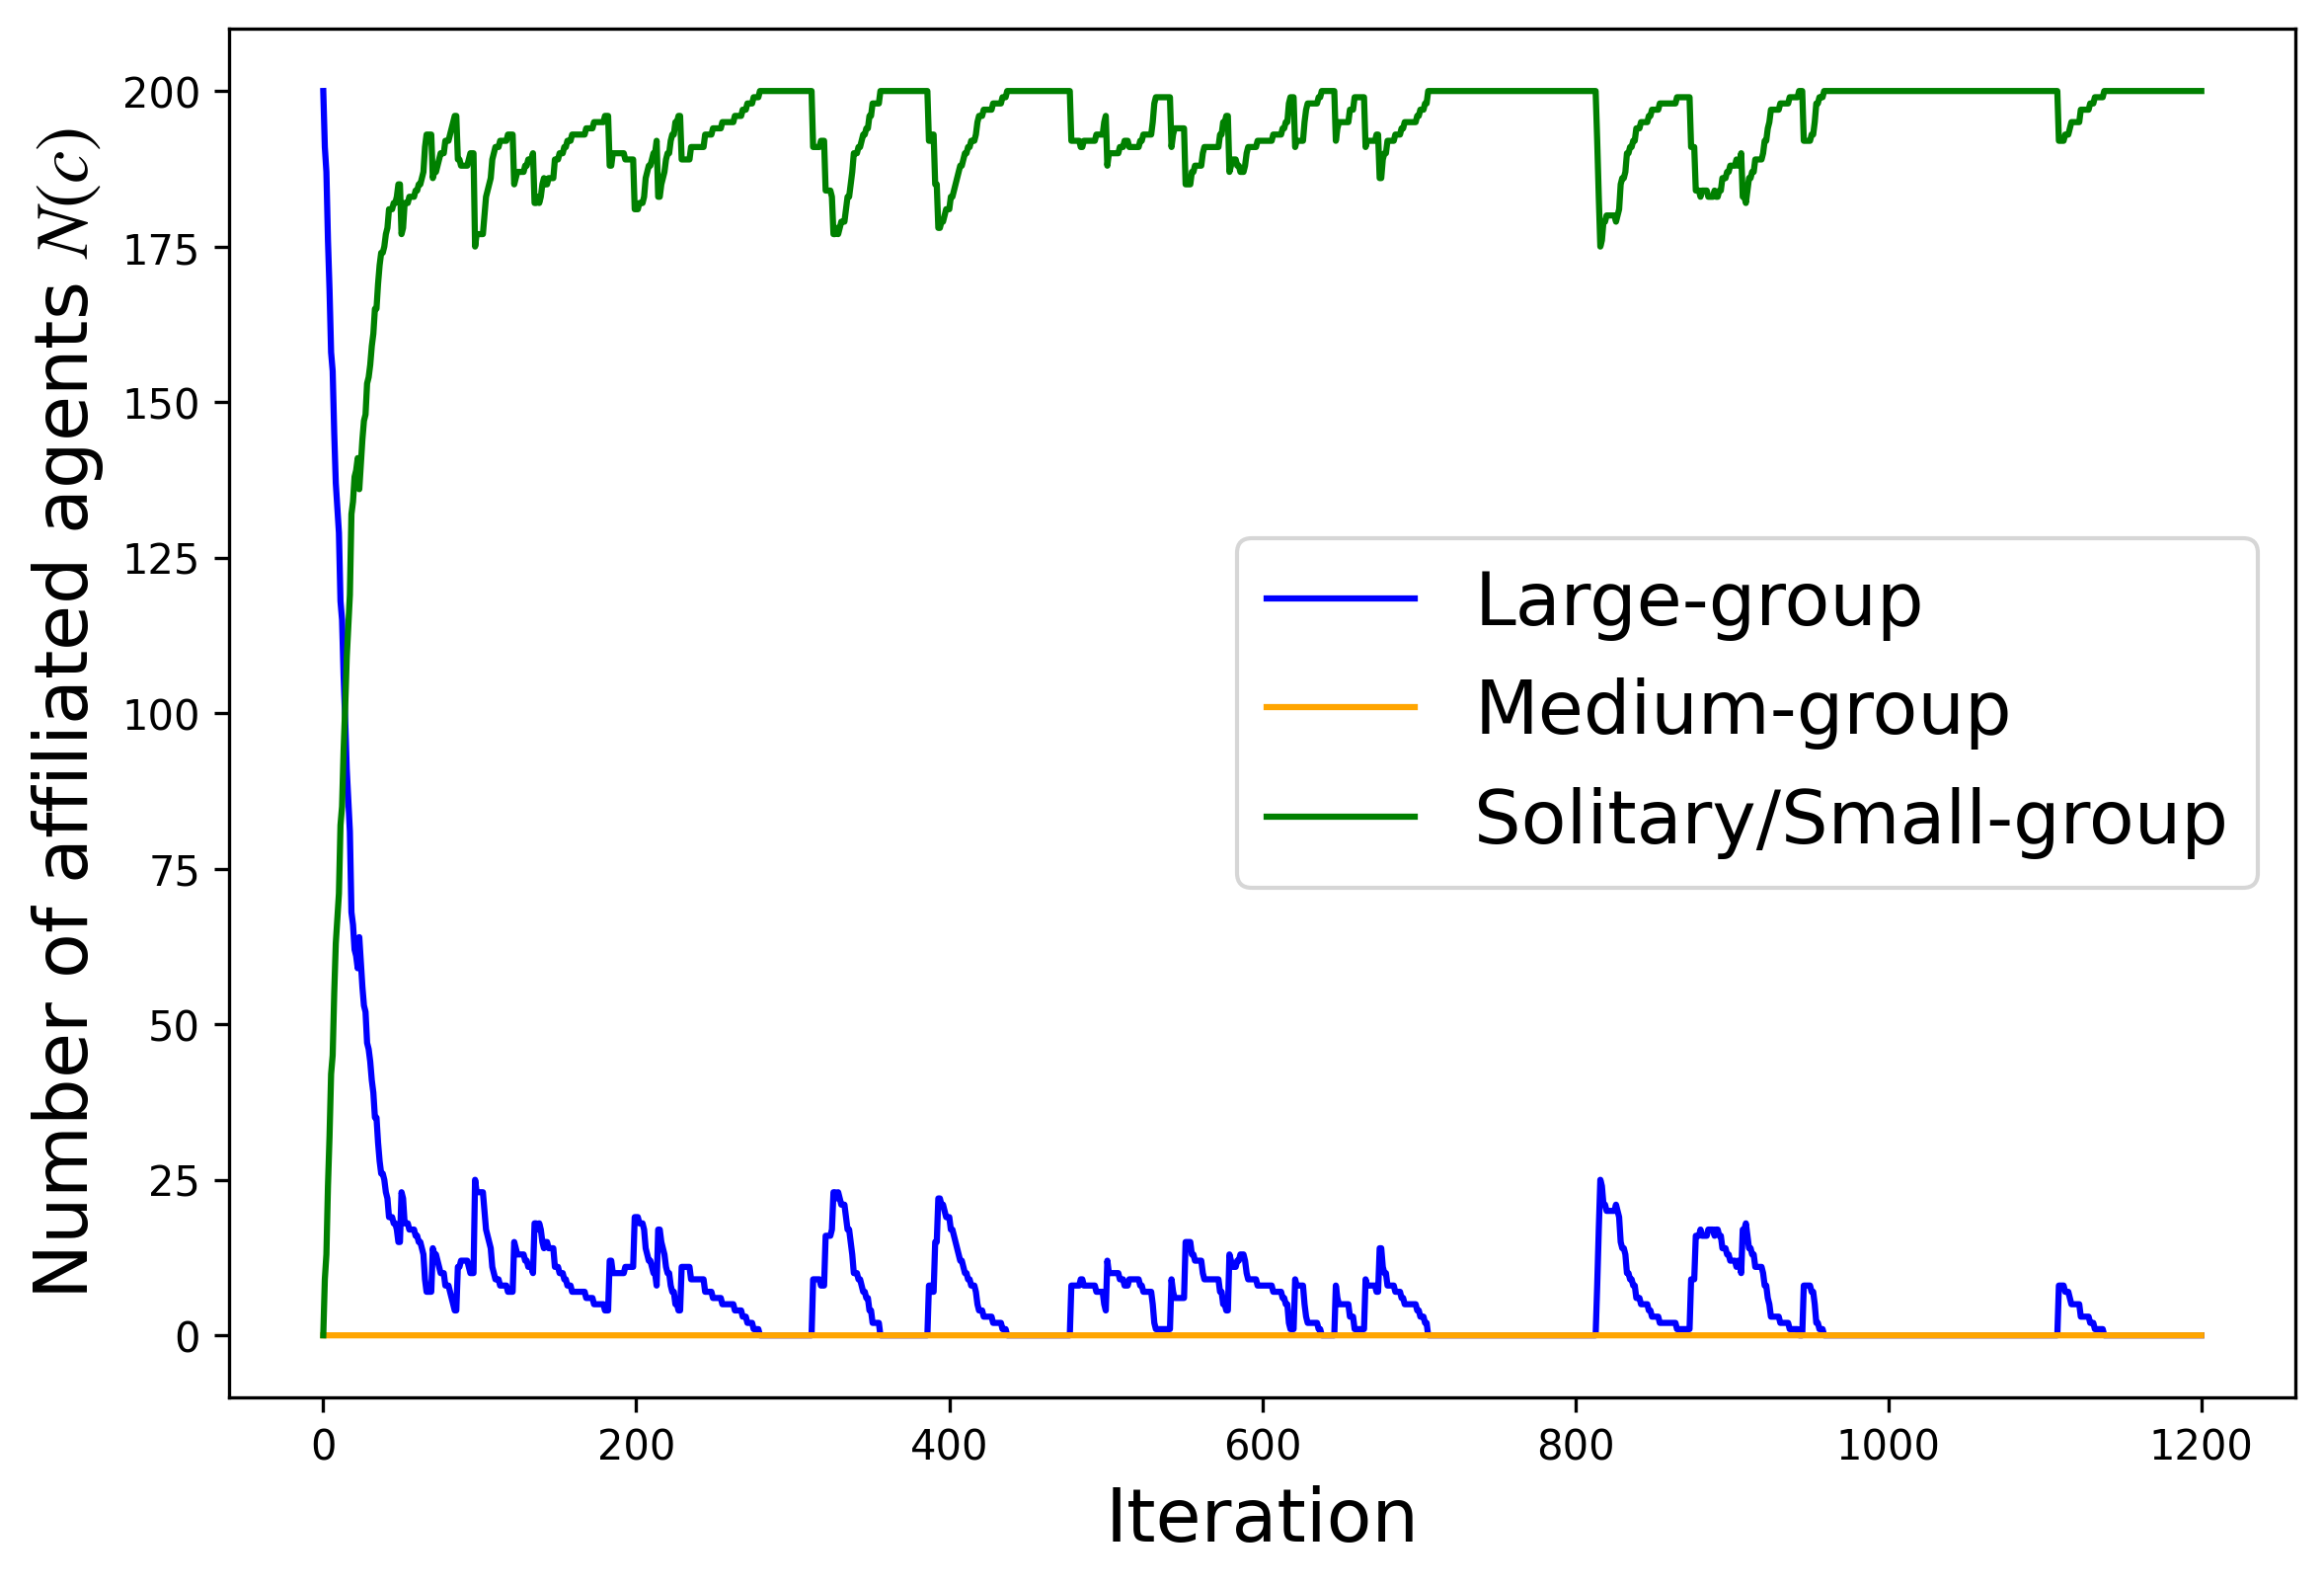 Number of affiliated agents N(c)
200
175
150
125
100
75
50
25
0
Large-group
Medium-group
Solitary/Small-group
0 200 400 600 800 1000 1200
Iteration